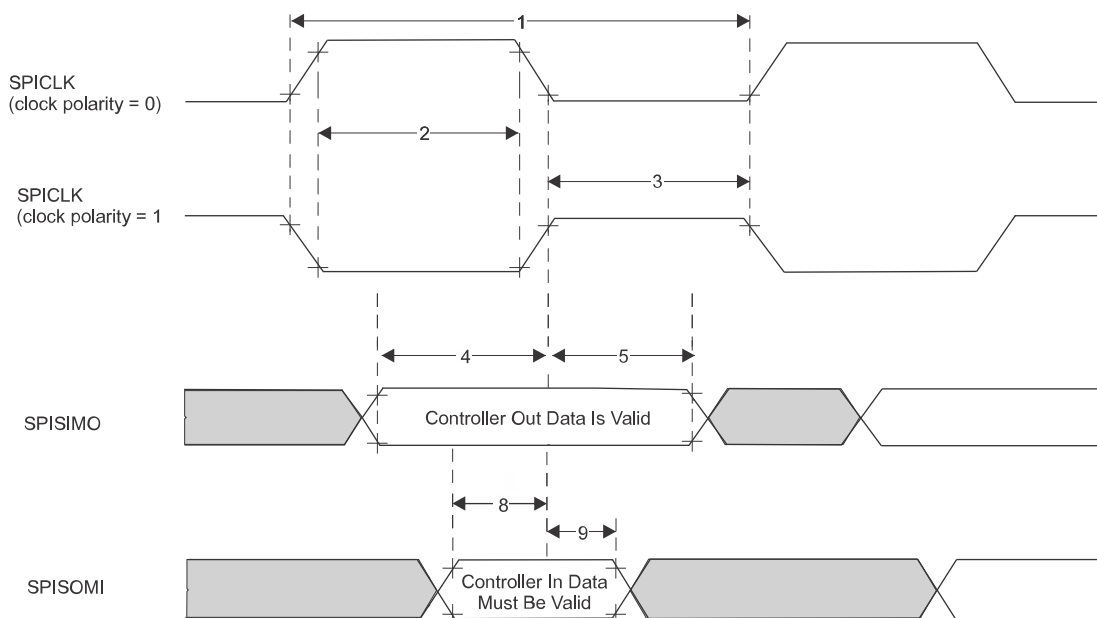 1
SPICLK
(clock polarity = 0)
2
3
SPICLK
(clock polarity = 1
4
5
SPISIMO
Controller Out Data Is Valid
8
9
SPISOMI
Controller In Data
Must Be Valid